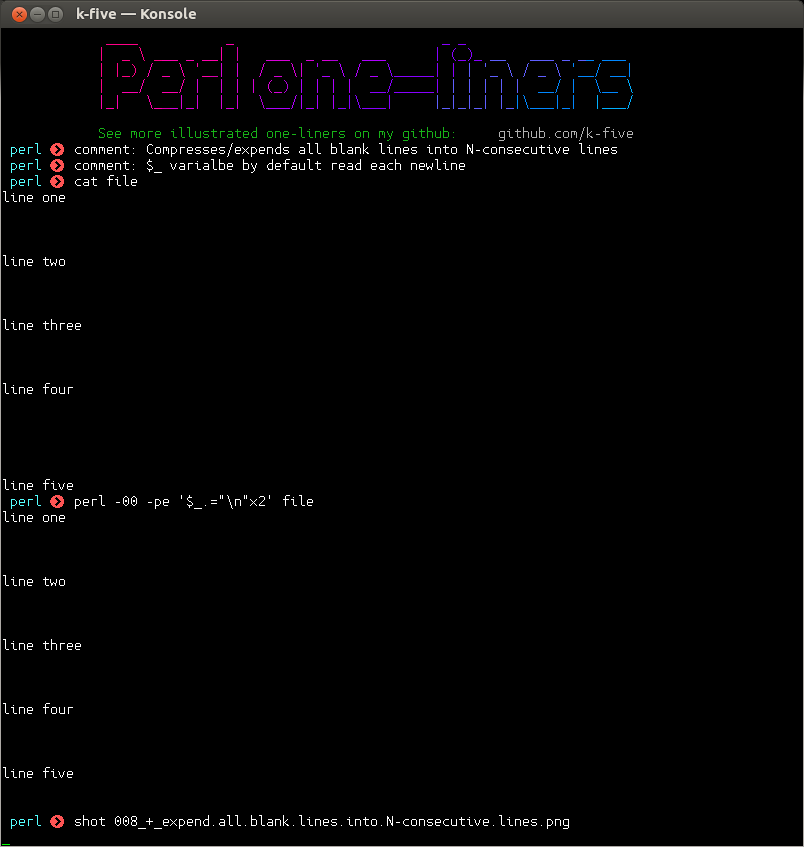 k-five — Konsole
Perl one-liners
See more illustrated one-liners on my github: github.com/k-five
perl comment: Compresses/expends all blank lines into N-consecutive lines
perl comment: $_ varialbe by default read each newline
perl cat file
line one
line two
line three
line four
line five
perl perl -00 -pe '$_.="\n"x2' file
line one
line two
line three
line four
line five
perl shot 008_+_expend.all.blank.lines.into.N-consecutive.lines.png